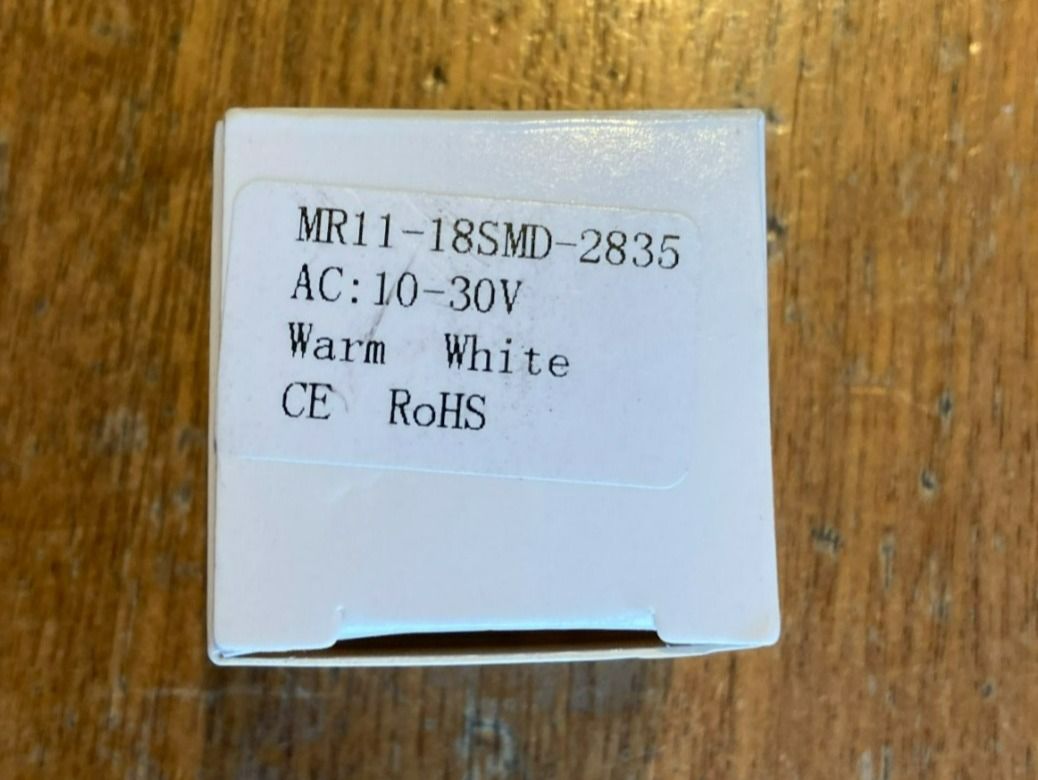 MR11-18SMD-2835
AC:10-30V
Warm White
CE RoHS